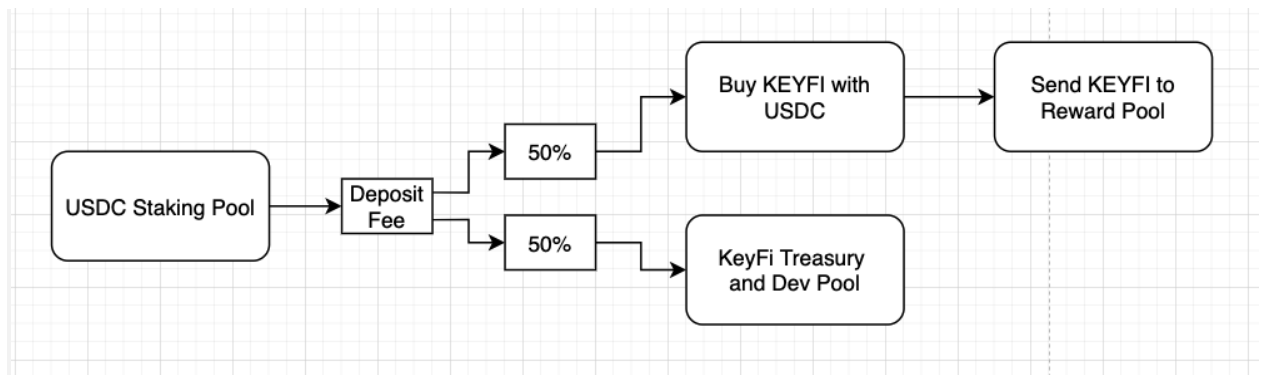 USDC Staking Pool
Deposit
Fee
50%
Buy KEYFI with
USDC
Send KEYFI to
Reward Pool
50%
KeyFi Treasury
and Dev Pool